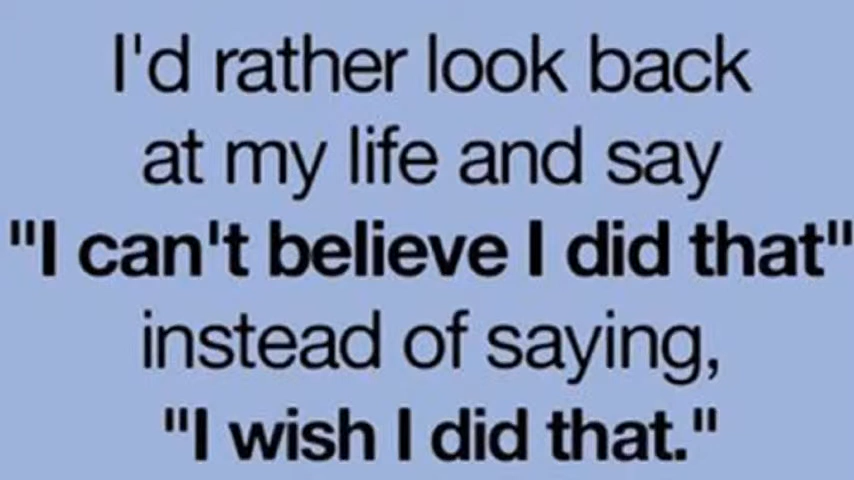 I'd rather look back
at my life and say
"I can't believe I did that"
instead of saying,
"I wish I did that."